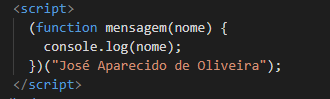 <script>
(function mensagem(nome) {
console.log(nome);
})("José Aparecido de Oliveira");
</script>